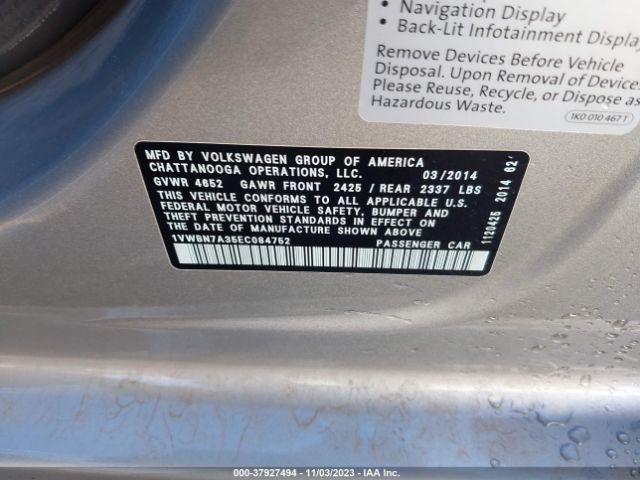 • Navigation Display
• Back-Lit Infotainment Display
Remove Devices Before Vehicle
Disposal. Upon Removal of Devices
Please Reuse, Recycle, or Dispose as
Hazardous Waste.
1K0 010 467 T
MFD BY VOLKSWAGEN GROUP OF AMERICA
CHATTANOOGA OPERATIONS, LLC. 03/2014
GVWR 4652 GAWR FRONT 2425 / REAR 2337 LBS
THIS VEHICLE CONFORMS TO ALL APPLICABLE U.S.
FEDERAL MOTOR VEHICLE SAFETY, BUMPER AND
THEFT PREVENTION STANDARDS IN EFFECT ON
THE DATE OF MANUFACTURE SHOWN ABOVE
1VWBN7A35EC084752 PASSENGER CAR
1120425 2014 62
000-37927494 - 11/03/2023 - IAA Inc.